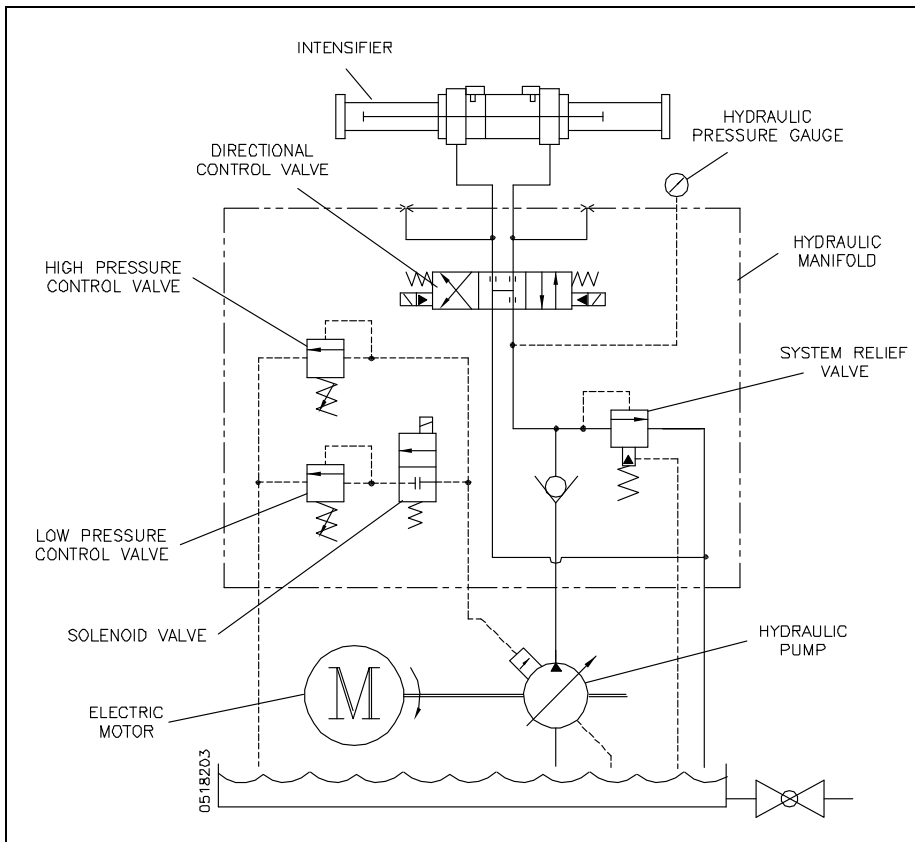 INTENSIFIER
HYDRAULIC
PRESSURE GAUGE
DIRECTIONAL
CONTROL VALVE
HYDRAULIC
MANIFOLD
HIGH PRESSURE
CONTROL VALVE
SYSTEM RELIEF
VALVE
LOW PRESSURE
CONTROL VALVE
SOLENOID VALVE
HYDRAULIC
PUMP
M
ELECTRIC
MOTOR
0518203